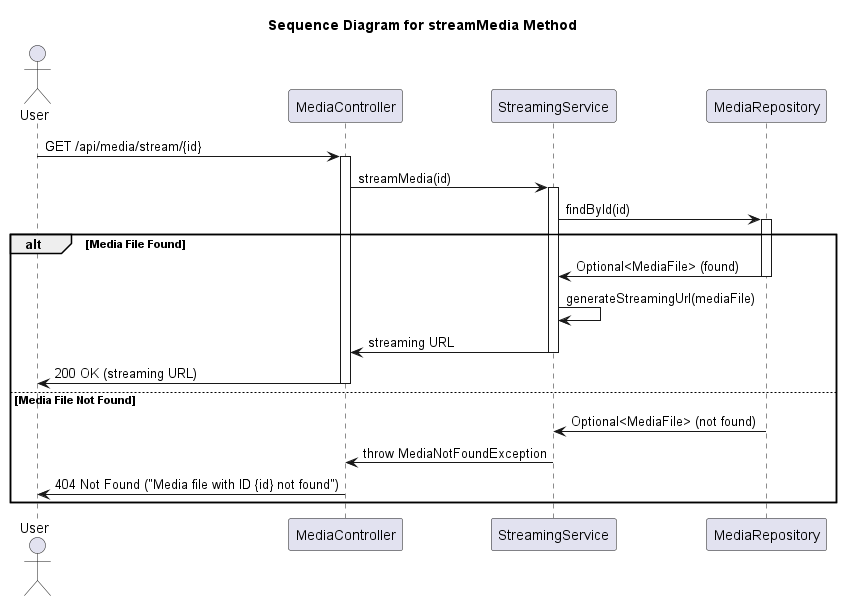 Sequence Diagram for streamMedia Method
User
MediaController
StreamingService
MediaRepository
GET /api/media/stream/{id}
streamMedia(id)
findById(id)
alt
[Media File Found]
Optional<MediaFile> (found)
generateStreamingUrl(mediaFile)
streaming URL
200 OK (streaming URL)
[Media File Not Found]
Optional<MediaFile> (not found)
throw MediaNotFoundException
404 Not Found ("Media file with ID {id} not found")
User
MediaController
StreamingService
MediaRepository